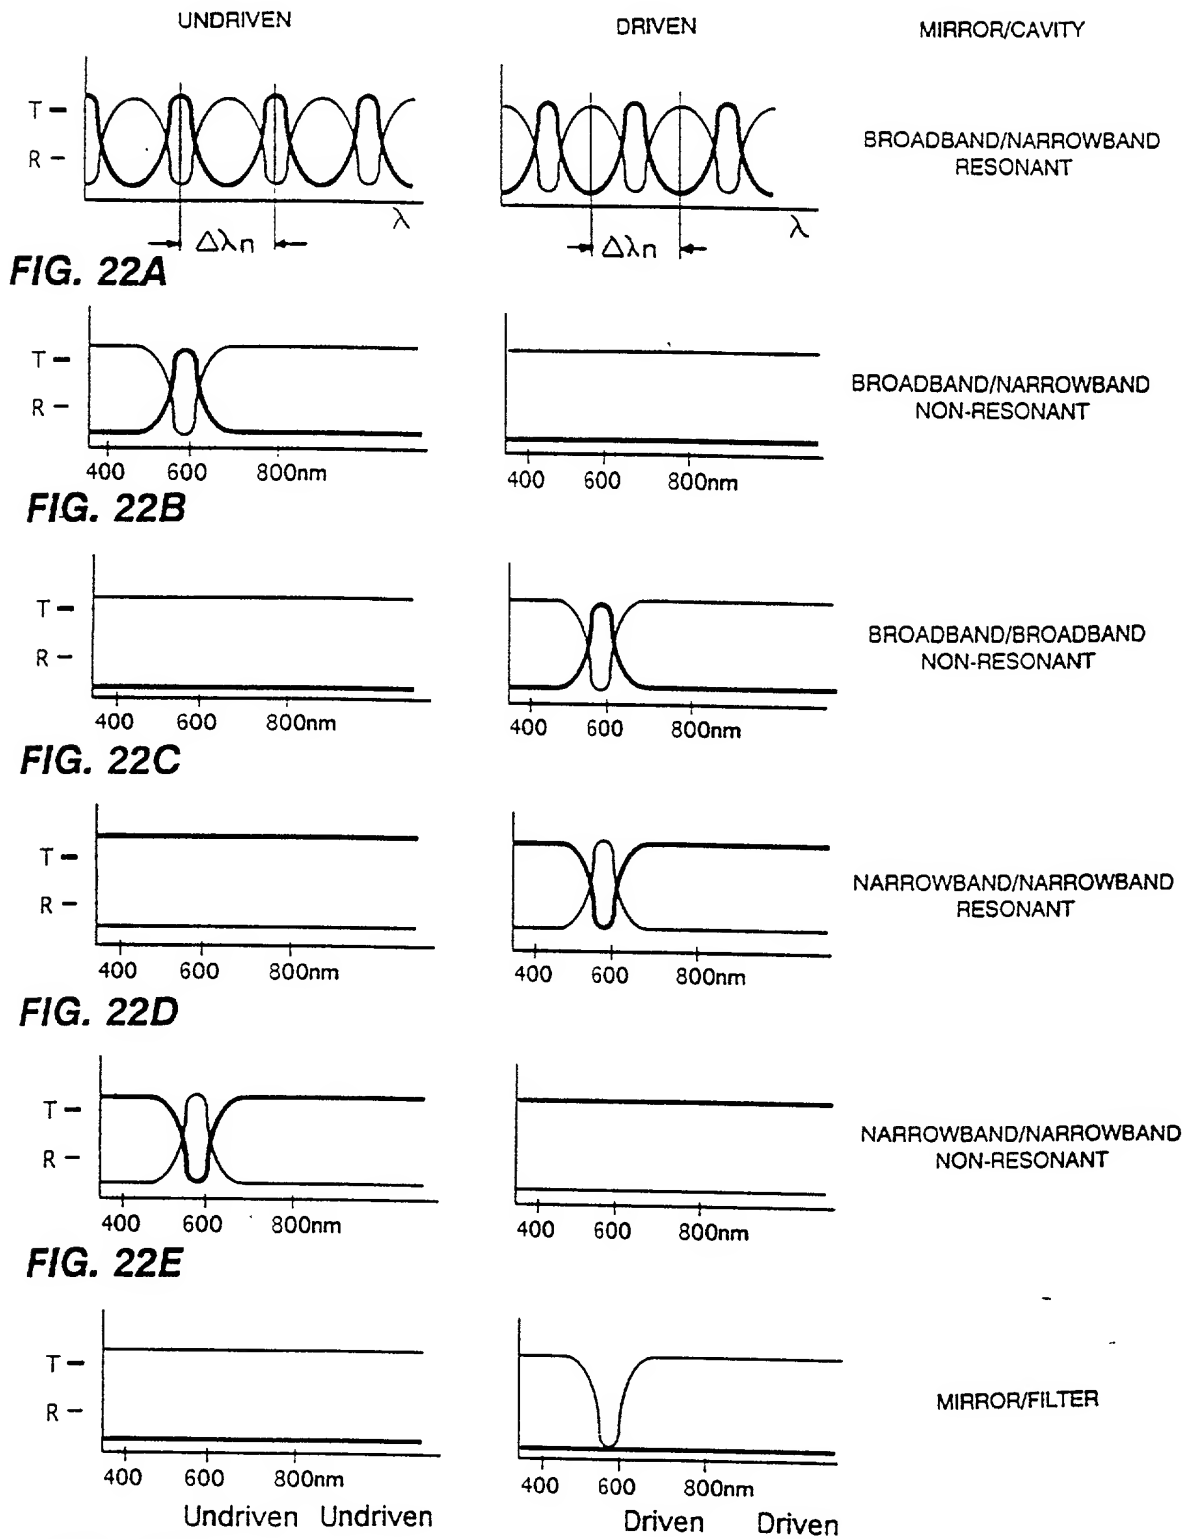 UNDRIVEN DRIVEN MIRROR/CAVITY
T
R
BROADBAND/NARROWBAND
RESONANT
λ λ
Δλn Δλn
FIG. 22A
T
R
BROADBAND/NARROWBAND
NON-RESONANT
400 600 800nm 400 600 800nm
FIG. 22B
T
R
BROADBAND/BROADBAND
NON-RESONANT
400 600 800nm 400 600 800nm
FIG. 22C
T
R
NARROWBAND/NARROWBAND
RESONANT
400 600 800nm 400 600 800nm
FIG. 22D
T
R
NARROWBAND/NARROWBAND
NON-RESONANT
400 600 800nm 400 600 800nm
FIG. 22E
T
R
MIRROR/FILTER
400 600 800nm 400 600 800nm
Undriven Undriven Driven Driven